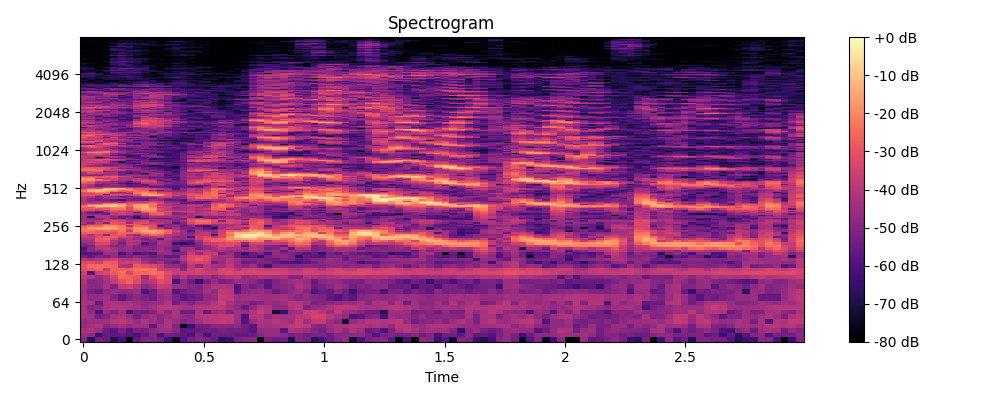 Spectrogram
Hz
4096
2048
1024
512
256
128
64
0
0
0.5
1
1.5
2
2.5
Time
+0 dB
-10 dB
-20 dB
-30 dB
-40 dB
-50 dB
-60 dB
-70 dB
-80 dB